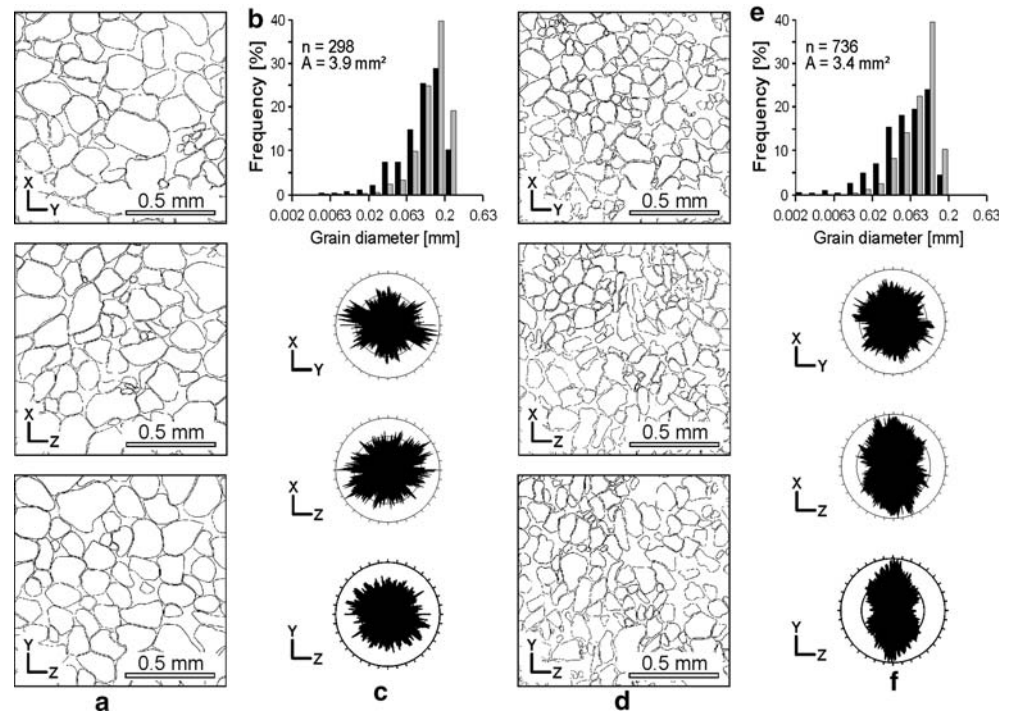 X
Y
0.5 mm
X
Z
0.5 mm
Y
Z
0.5 mm
a
b
Frequency [%]
40
30
20
10
0
n = 298
A = 3.9 mm²
0.002 0.0063 0.02 0.063 0.2 0.63
Grain diameter [mm]
X
Y
X
Z
Y
Z
c
X
Y
0.5 mm
X
Z
0.5 mm
Y
Z
0.5 mm
d
e
Frequency [%]
40
30
20
10
0
n = 736
A = 3.4 mm²
0.002 0.0063 0.02 0.063 0.2 0.63
Grain diameter [mm]
X
Y
X
Z
Y
Z
f